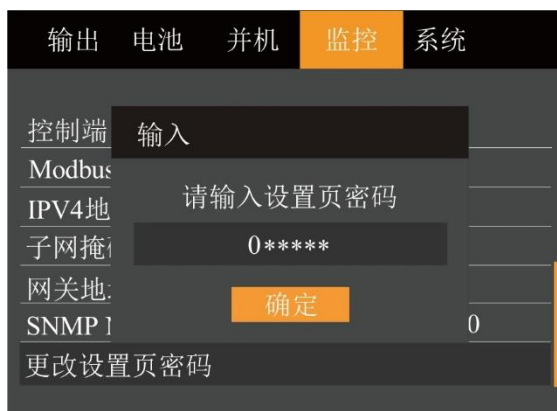 输出 电池 并机 监控 系统
控制端
输入
Modbus
请输入设置页密码
IPV4地
子网掩
0*****
网关地
确定
SNMP
0
更改设置页密码